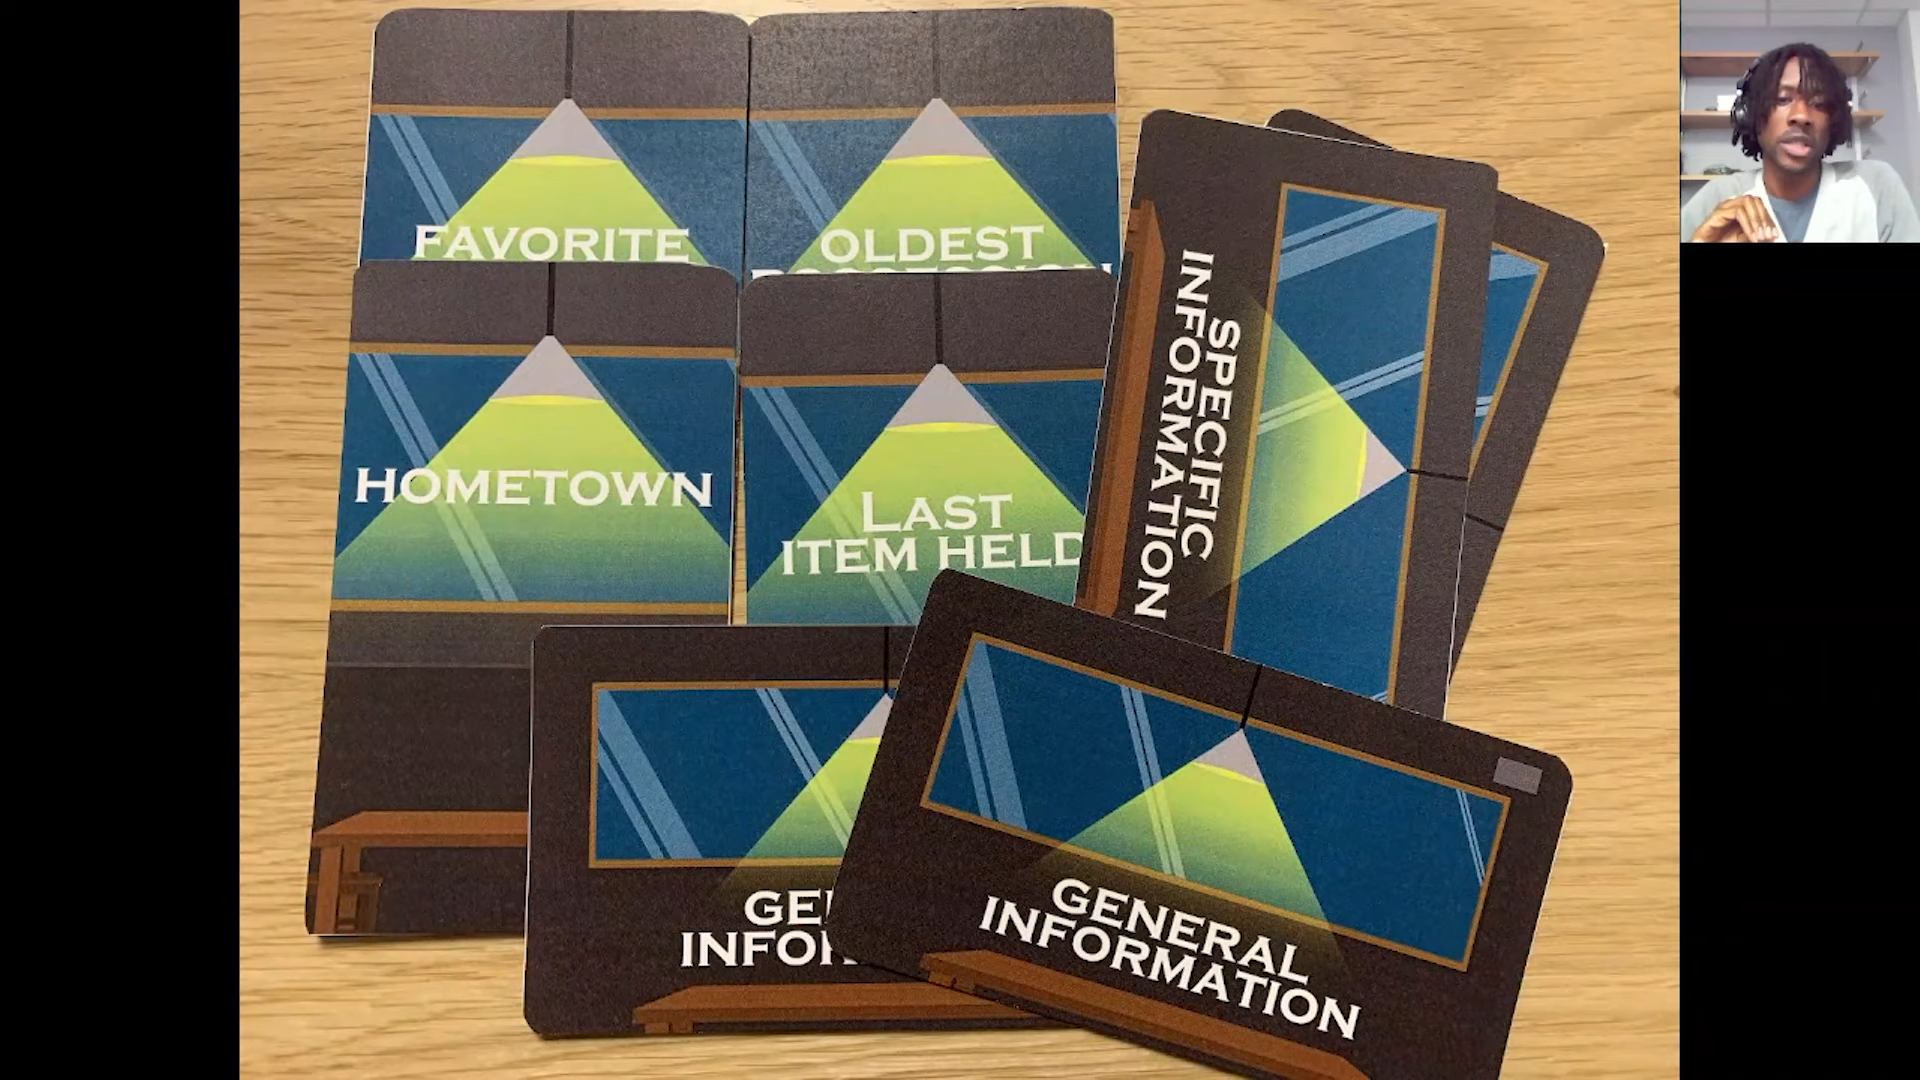 FAVORITE
OLDEST
HOMETOWN
LAST
ITEM HELD
SPECIFIC
INFORMATION
GENERAL
INFORMATION